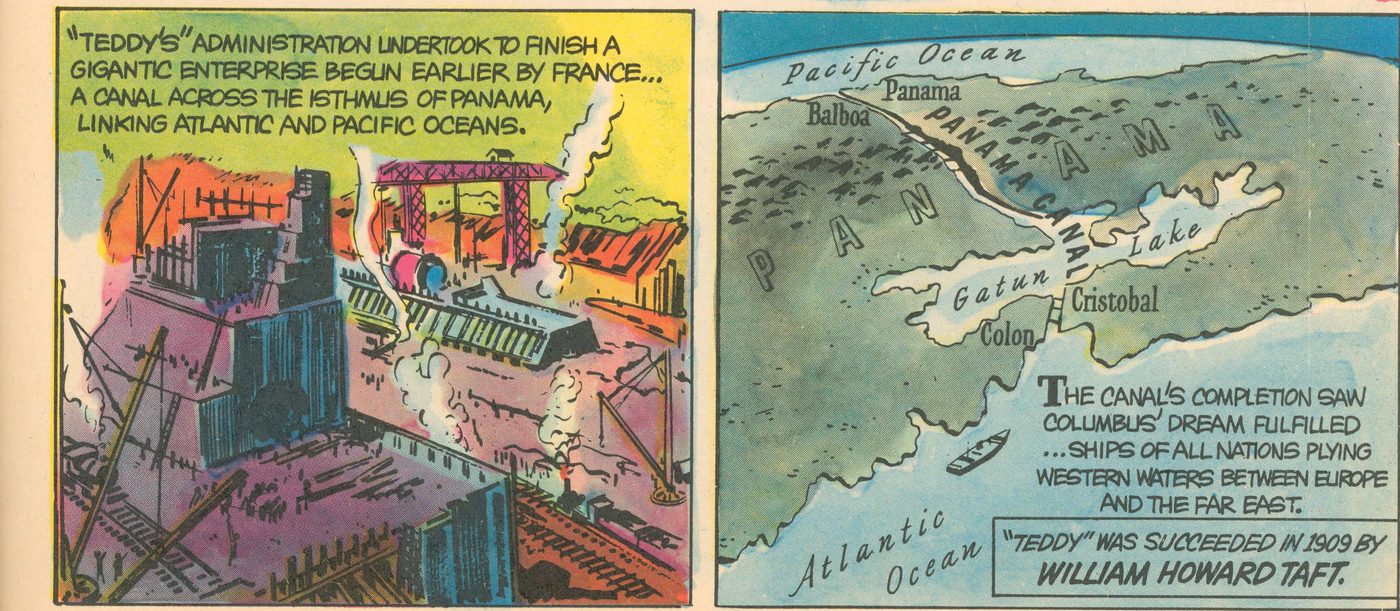 "TEDDY'S" ADMINISTRATION UNDERTOOK TO FINISH A
GIGANTIC ENTERPRISE BEGUN EARLIER BY FRANCE...
A CANAL ACROSS THE ISTHMUS OF PANAMA,
LINKING ATLANTIC AND PACIFIC OCEANS.
Pacific Ocean
Panama
Balboa
PANAMA CANAL
PANAMA
Gatun Lake
Cristobal
Colon
THE CANAL'S COMPLETION SAW
COLUMBUS' DREAM FULFILLED
...SHIPS OF ALL NATIONS PLYING
WESTERN WATERS BETWEEN EUROPE
AND THE FAR EAST.
Atlantic
Ocean
"TEDDY" WAS SUCCEEDED IN 1909 BY
WILLIAM HOWARD TAFT.